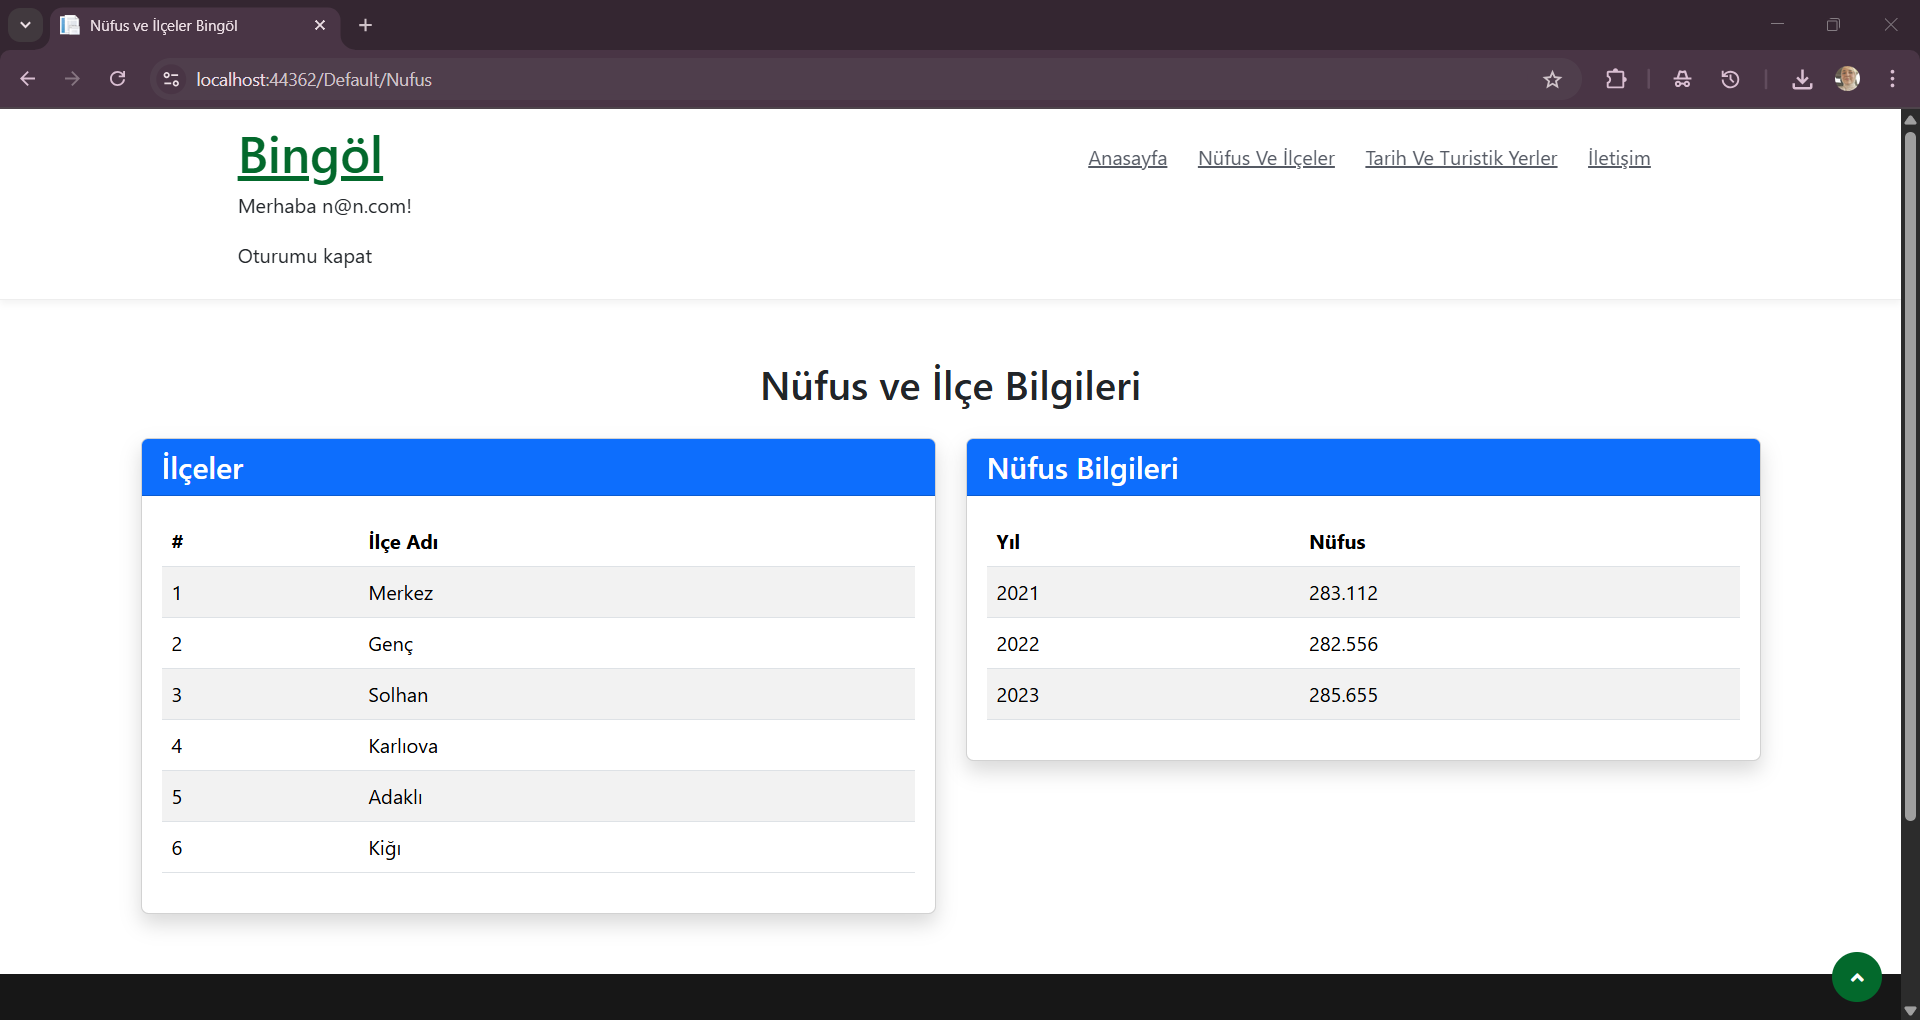 Nüfus ve İlçeler Bingöl
localhost:44362/Default/Nufus
Bingöl
Anasayfa Nüfus Ve İlçeler Tarih Ve Turistik Yerler İletişim
Merhaba n@n.com!
Oturumu kapat
Nüfus ve İlçe Bilgileri
İlçeler
# İlçe Adı
1 Merkez
2 Genç
3 Solhan
4 Karlıova
5 Adaklı
6 Kiğı
Nüfus Bilgileri
Yıl Nüfus
2021 283.112
2022 282.556
2023 285.655